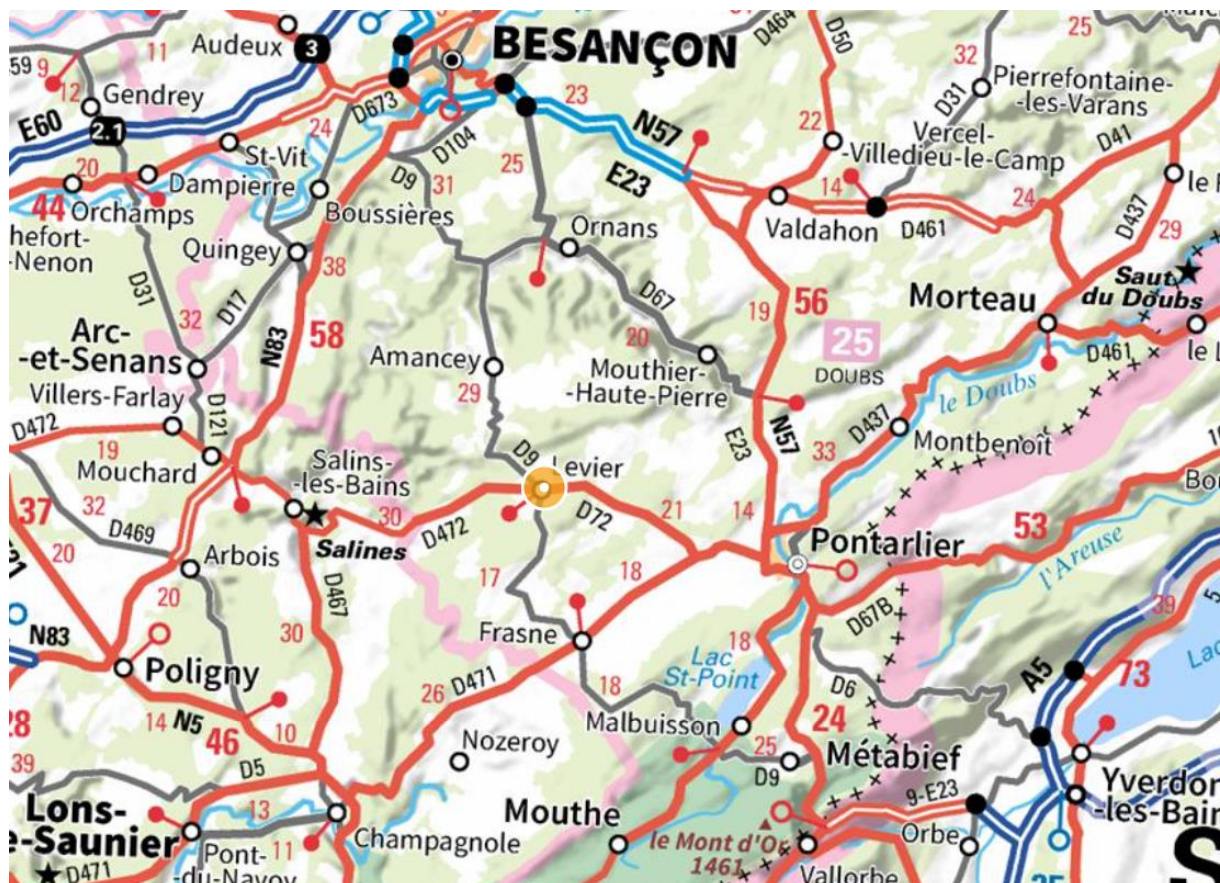 D464
D50
25
11
Audeux
3
BESANÇON
32
Pierrefontaine-
-les-Varans
59
9
12
Gendrey
D673
23
N57
22
D31
D41
E60
2.1
24
D104
25
Vercel-
-Villedieu-le-Camp
20
St-Vit
D9
31
E23
14
24
Dampierre
44
Orchamps
Boussières
Ornans
Valdahon
D461
D437
29
hefort-
-Nenon
Quingey
38
D31
D17
D67
19
56
Saut
du Doubs
Morteau
32
N83
58
20
25
DOUBS
Arc-
-et-Senans
Amancey
Mouthier-
-Haute-Pierre
D461
le Doubs
Villers-Farlay
29
D121
N57
D437
D472
19
Mouchard
D9
Levier
E23
33
Montbenoît
Salins-
-les-Bains
37
32
30
D472
D72
21
14
53
D469
Salines
Pontarlier
20
Arbois
l'Areuse
D467
17
18
D67B
39
5
20
N83
30
Frasne
18
Lac
St-Point
Poligny
26
D471
18
D6
A5
73
Malbuisson
14
N5
46
10
24
28
Nozeroy
25
Métabief
39
D5
D9
Yverdon
-les-Bain
Lons-
e-Saunier
13
Mouthe
9-E23
le Mont d'Or
1461
Orbe
11
Champagnole
D471
Pont-
-du-Navoy
Vallorbe